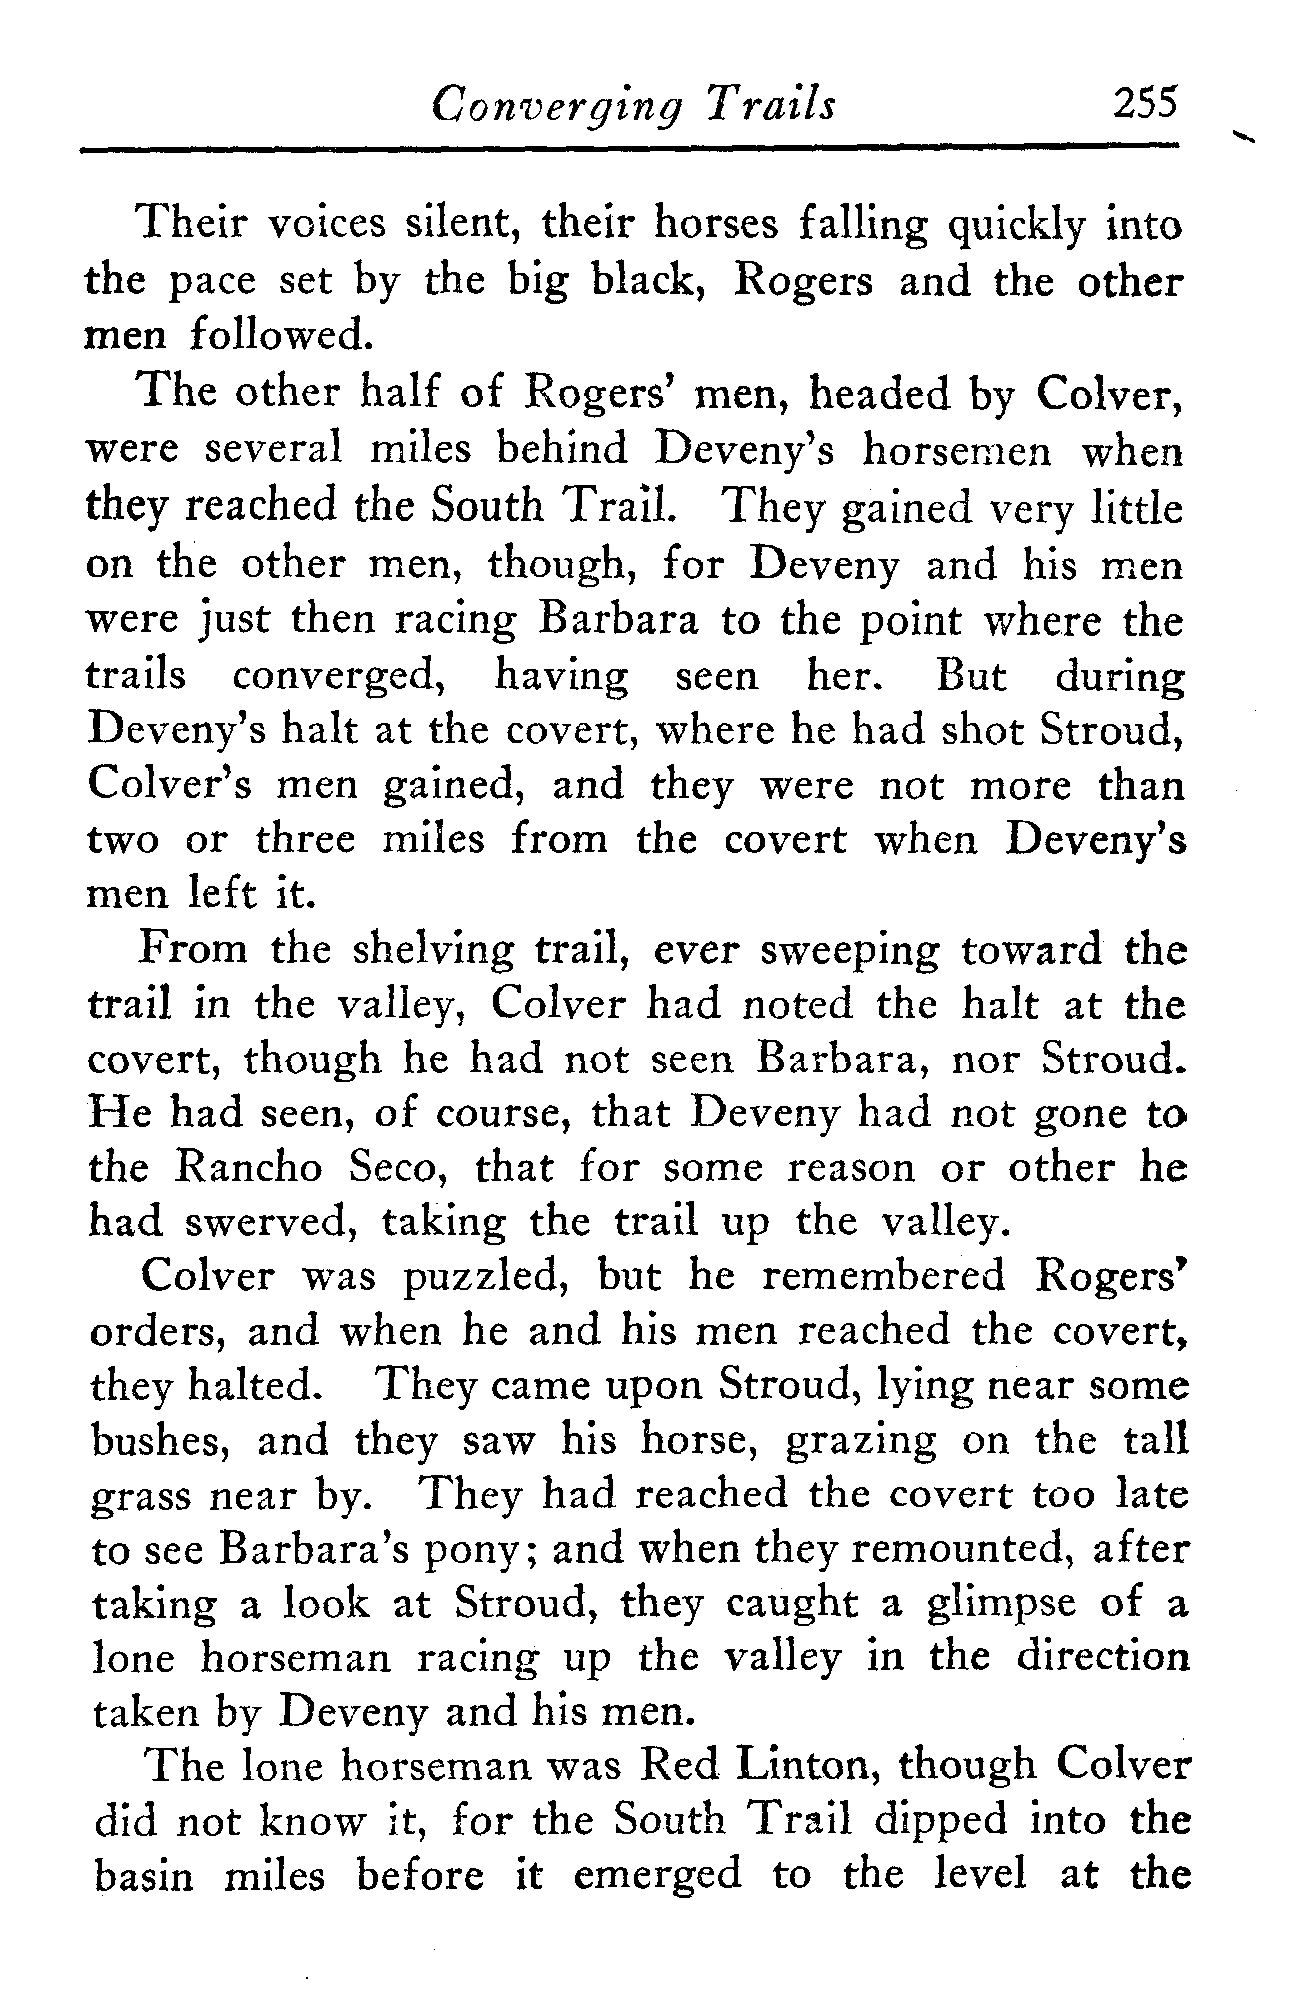 Converging Trails 255
Their voices silent, their horses falling quickly into
the pace set by the big black, Rogers and the other
men followed.
The other half of Rogers' men, headed by Colver,
were several miles behind Deveny's horsemen when
they reached the South Trail. They gained very little
on the other men, though, for Deveny and his men
were just then racing Barbara to the point where the
trails converged, having seen her. But during
Deveny's halt at the covert, where he had shot Stroud,
Colver's men gained, and they were not more than
two or three miles from the covert when Deveny's
men left it.
From the shelving trail, ever sweeping toward the
trail in the valley, Colver had noted the halt at the
covert, though he had not seen Barbara, nor Stroud.
He had seen, of course, that Deveny had not gone to
the Rancho Seco, that for some reason or other he
had swerved, taking the trail up the valley.
Colver was puzzled, but he remembered Rogers'
orders, and when he and his men reached the covert,
they halted. They came upon Stroud, lying near some
bushes, and they saw his horse, grazing on the tall
grass near by. They had reached the covert too late
to see Barbara's pony; and when they remounted, after
taking a look at Stroud, they caught a glimpse of a
lone horseman racing up the valley in the direction
taken by Deveny and his men.
The lone horseman was Red Linton, though Colver
did not know it, for the South Trail dipped into the
basin miles before it emerged to the level at the